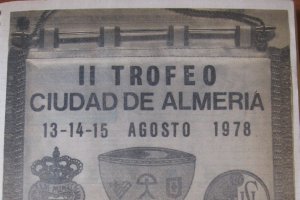 II TROFEO
CIUDAD DE ALMERIA
13-14-15 AGOSTO 1978